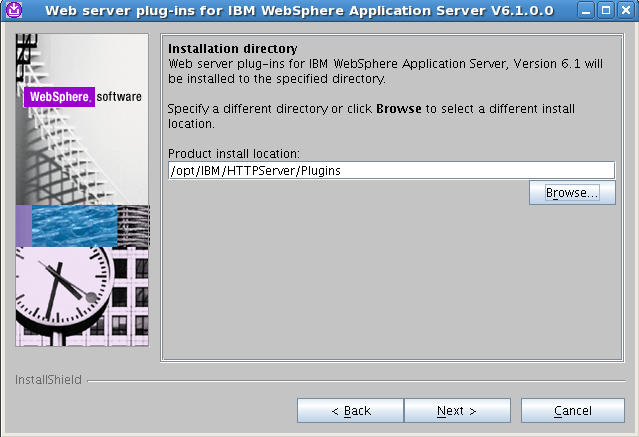 Web server plug-ins for IBM WebSphere Application Server V6.1.0.0
WebSphere. software
Installation directory
Web server plug-ins for IBM WebSphere Application Server, Version 6.1 will
be installed to the specified directory.
Specify a different directory or click Browse to select a different install
location.
Product install location:
/opt/IBM/HTTPServer/Plugins
Browse...
InstallShield
< Back
Next >
Cancel